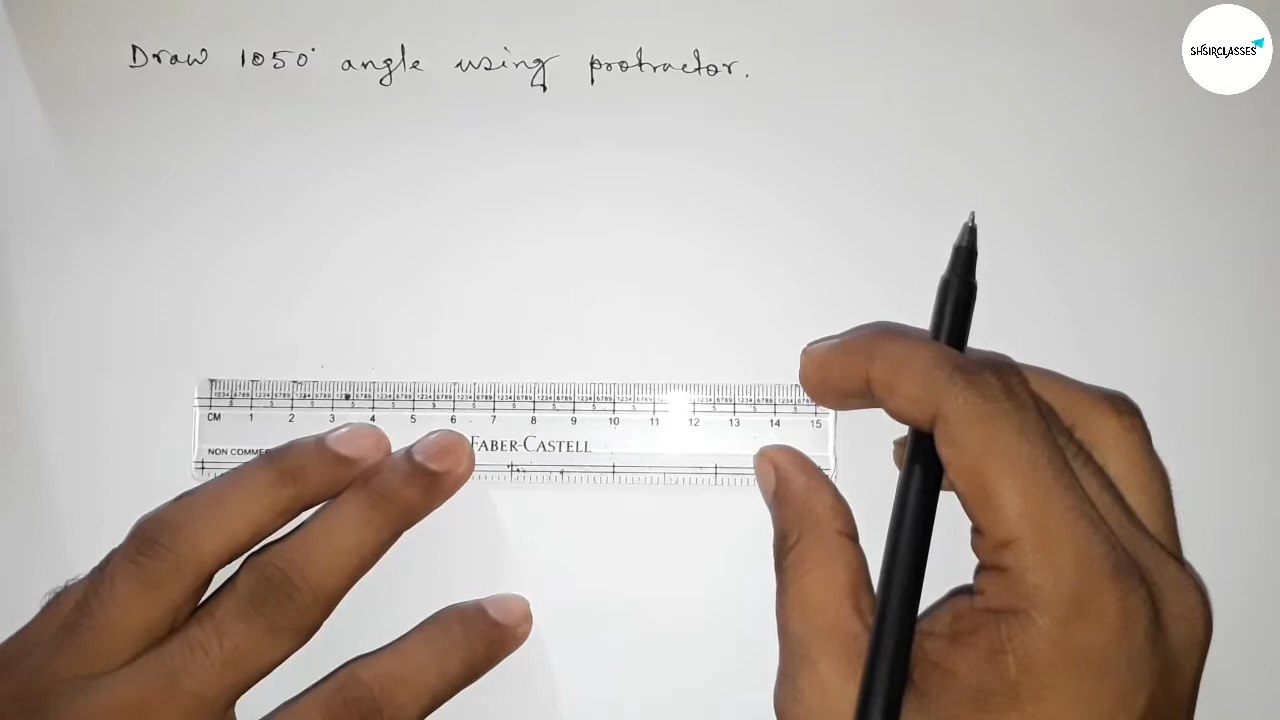 Draw 1050° angle using protractor.
SHSIRCLASSES
CM 1 2 3 4 5 6 7 8 9 10 11 12 13 14 15
FABER-CASTELL